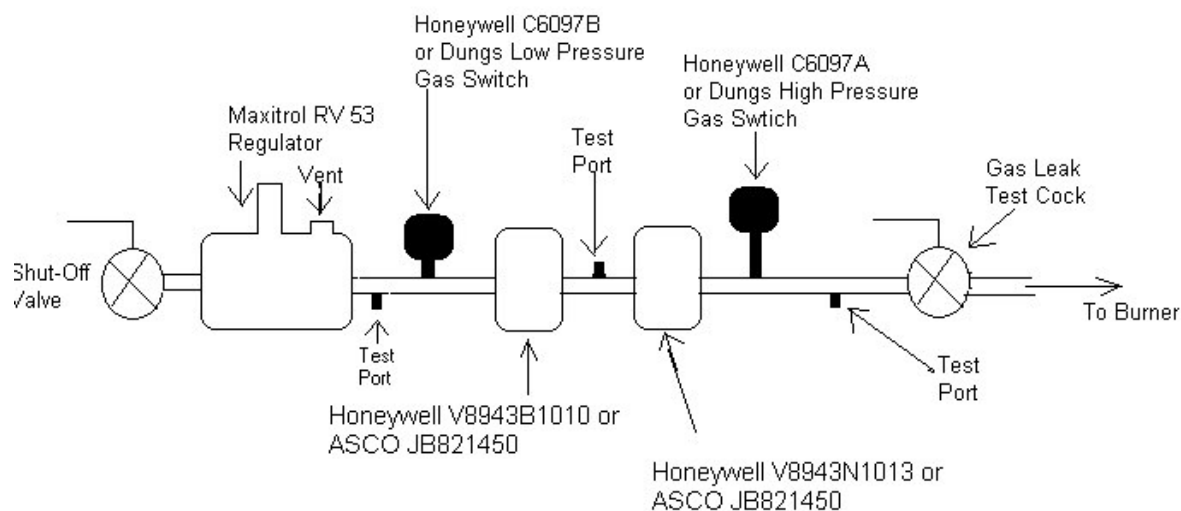 Honeywell C6097B
or Dungs Low Pressure
Gas Switch
Honeywell C6097A
or Dungs High Pressure
Gas Swtich
Maxitrol RV 53
Regulator
Vent
Test
Port
Gas Leak
Test Cock
Shut-Off
Valve
To Burner
Test
Port
Test
Port
Honeywell V8943B1010 or
ASCO JB821450
Honeywell V8943N1013 or
ASCO JB821450